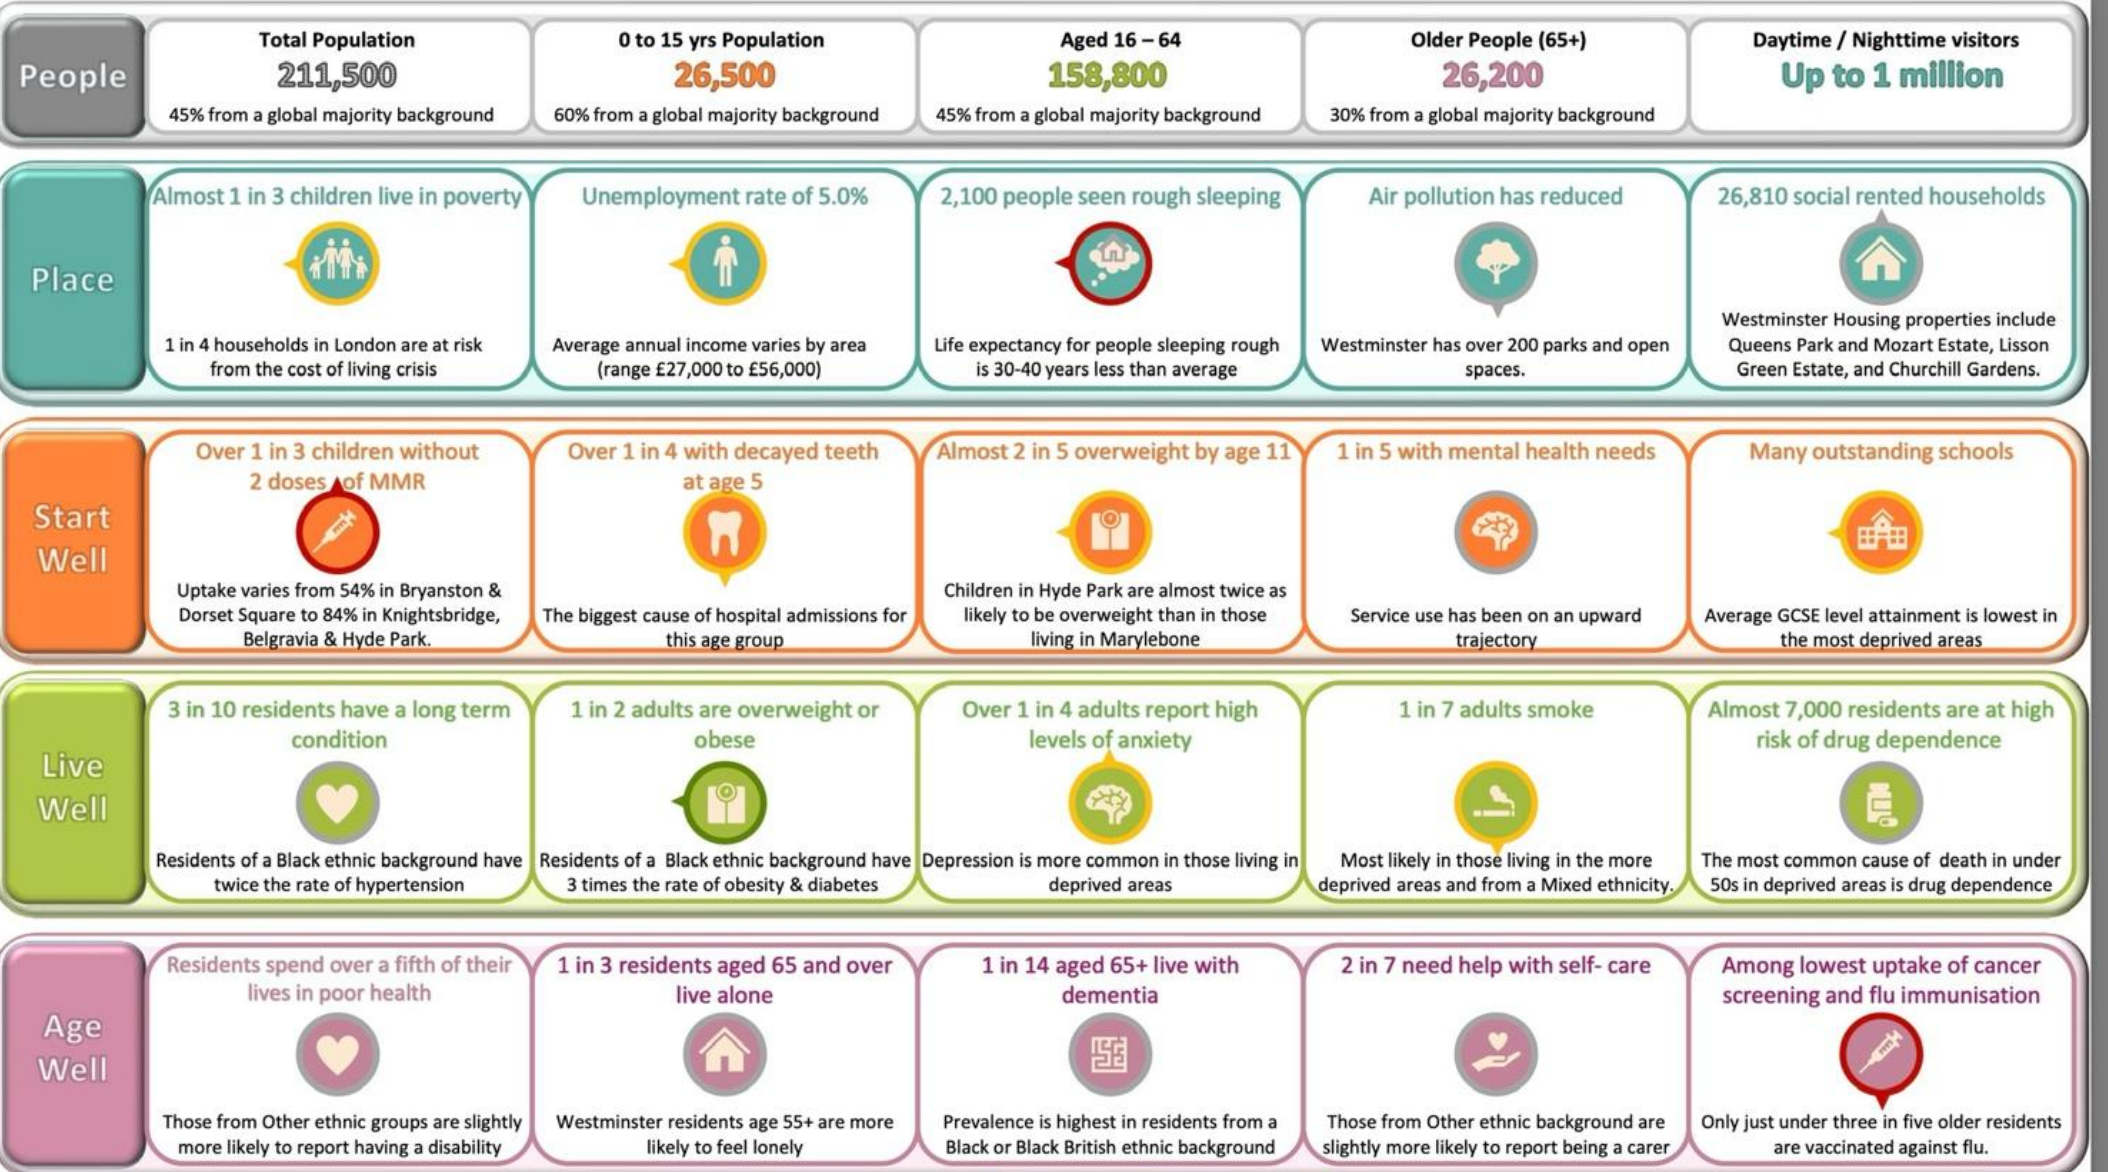 People
Total Population
211,500
45% from a global majority background
0 to 15 yrs Population
26,500
60% from a global majority background
Aged 16 – 64
158,800
45% from a global majority background
Older People (65+)
26,200
30% from a global majority background
Daytime / Nighttime visitors
Up to 1 million
Place
Almost 1 in 3 children live in poverty
1 in 4 households in London are at risk
from the cost of living crisis
Unemployment rate of 5.0%
Average annual income varies by area
(range £27,000 to £56,000)
2,100 people seen rough sleeping
Life expectancy for people sleeping rough
is 30-40 years less than average
Air pollution has reduced
Westminster has over 200 parks and open
spaces.
26,810 social rented households
Westminster Housing properties include
Queens Park and Mozart Estate, Lisson
Green Estate, and Churchill Gardens.
Start
Well
Over 1 in 3 children without
2 doses of MMR
Uptake varies from 54% in Bryanston &
Dorset Square to 84% in Knightsbridge,
Belgravia & Hyde Park.
Over 1 in 4 with decayed teeth
at age 5
The biggest cause of hospital admissions for
this age group
Almost 2 in 5 overweight by age 11
Children in Hyde Park are almost twice as
likely to be overweight than in those
living in Marylebone
1 in 5 with mental health needs
Service use has been on an upward
trajectory
Many outstanding schools
Average GCSE level attainment is lowest in
the most deprived areas
Live
Well
3 in 10 residents have a long term
condition
Residents of a Black ethnic background have
twice the rate of hypertension
1 in 2 adults are overweight or
obese
Residents of a Black ethnic background have
3 times the rate of obesity & diabetes
Over 1 in 4 adults report high
levels of anxiety
Depression is more common in those living in
deprived areas
1 in 7 adults smoke
Most likely in those living in the more
deprived areas and from a Mixed ethnicity.
Almost 7,000 residents are at high
risk of drug dependence
The most common cause of death in under
50s in deprived areas is drug dependence
Age
Well
Residents spend over a fifth of their
lives in poor health
Those from Other ethnic groups are slightly
more likely to report having a disability
1 in 3 residents aged 65 and over
live alone
Westminster residents age 55+ are more
likely to feel lonely
1 in 14 aged 65+ live with
dementia
Prevalence is highest in residents from a
Black or Black British ethnic background
2 in 7 need help with self- care
Those from Other ethnic background are
slightly more likely to report being a carer
Among lowest uptake of cancer
screening and flu immunisation
Only just under three in five older residents
are vaccinated against flu.